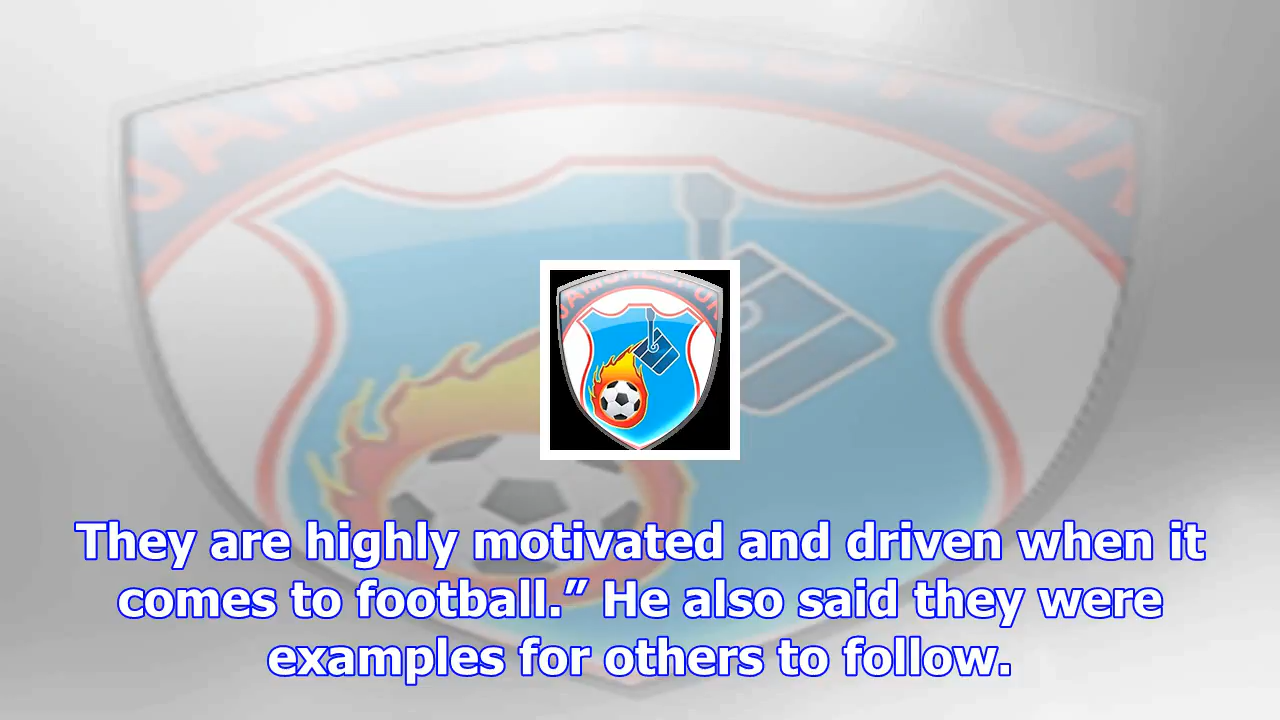 JAMSHEDPUR
They are highly motivated and driven when it
comes to football.” He also said they were
examples for others to follow.